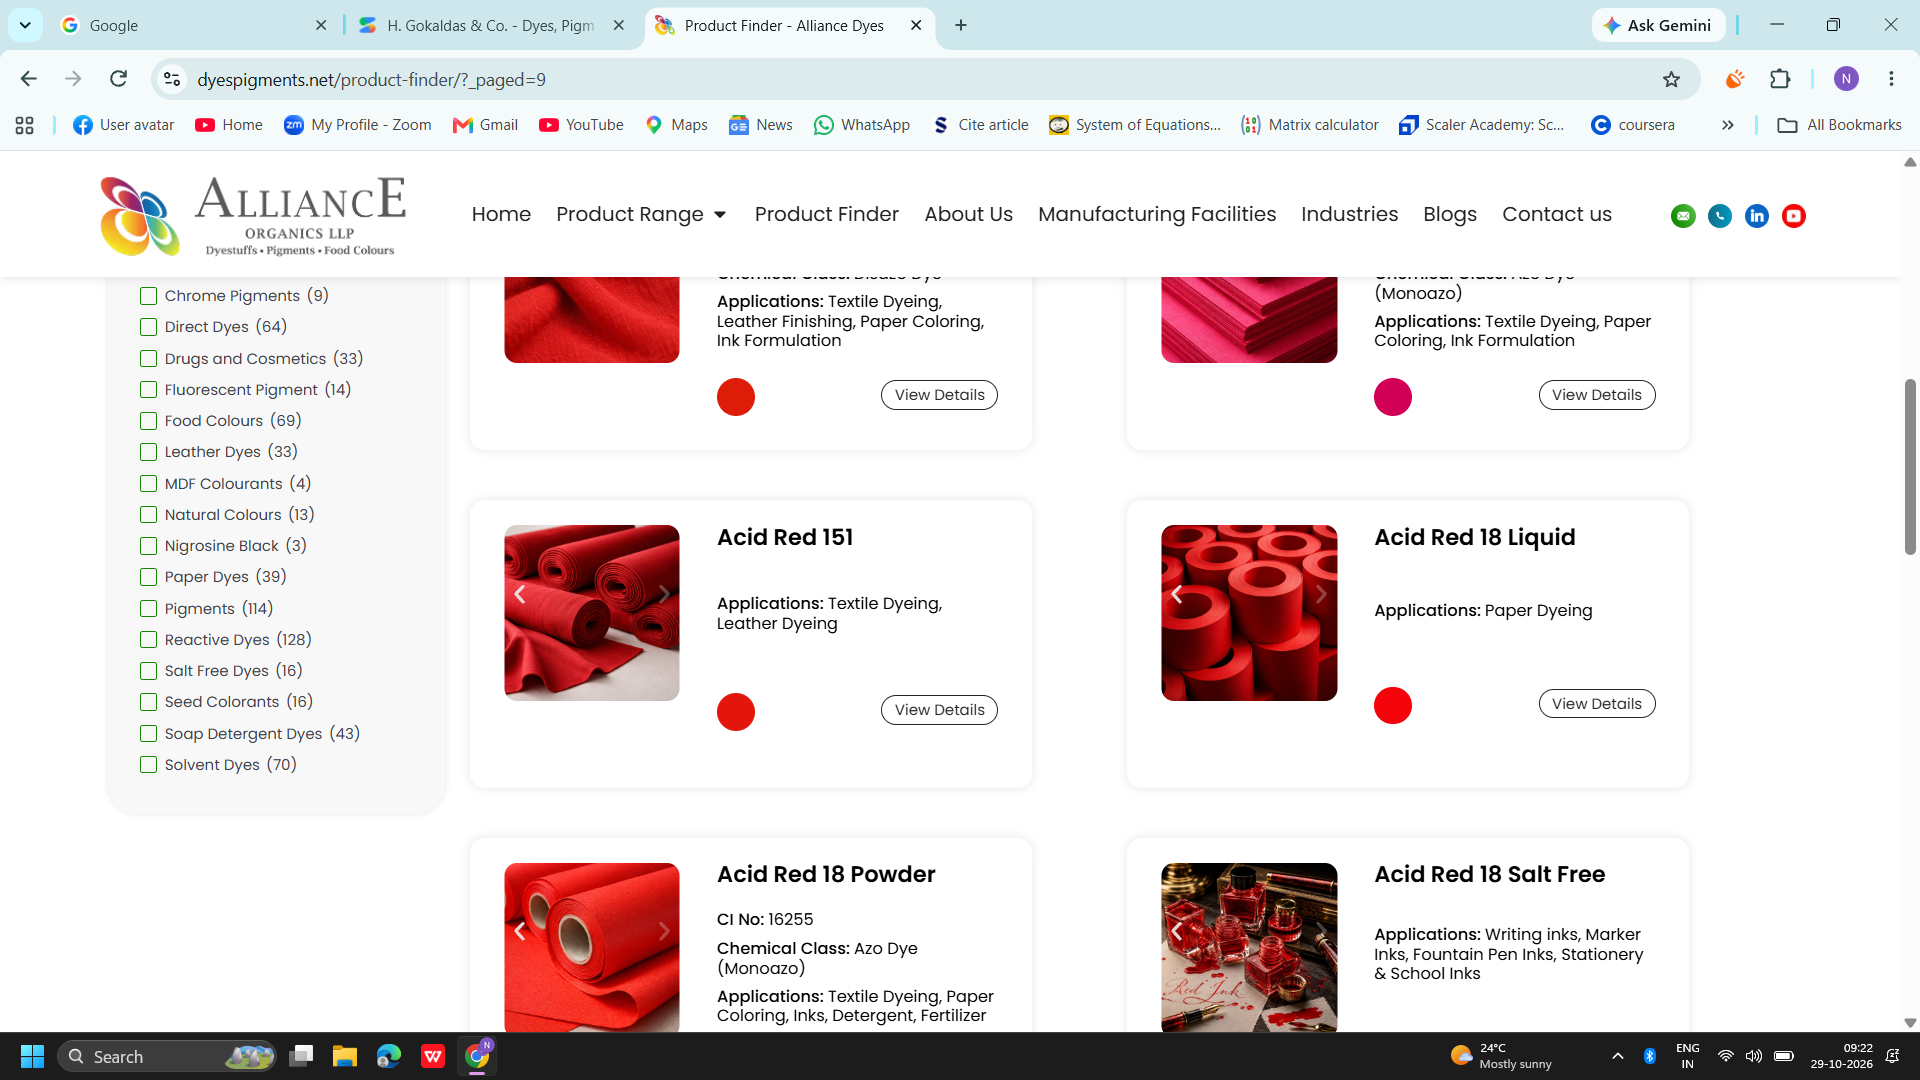 Google
H. Gokaldas & Co. - Dyes, Pigm
Product Finder - Alliance Dyes
Ask Gemini
dyespigments.net/product-finder/?_paged=9
N
User avatar
Home
My Profile - Zoom
Gmail
YouTube
Maps
News
WhatsApp
Cite article
System of Equations...
Matrix calculator
Scaler Academy: Sc...
coursera
All Bookmarks
ALLIANCE
ORGANICS LLP
Dyestuffs • Pigments • Food Colours
Home
Product Range
Product Finder
About Us
Manufacturing Facilities
Industries
Blogs
Contact us
Chrome Pigments (9)
Direct Dyes (64)
Drugs and Cosmetics (33)
Fluorescent Pigment (14)
Food Colours (69)
Leather Dyes (33)
MDF Colourants (4)
Natural Colours (13)
Nigrosine Black (3)
Paper Dyes (39)
Pigments (114)
Reactive Dyes (128)
Salt Free Dyes (16)
Seed Colorants (16)
Soap Detergent Dyes (43)
Solvent Dyes (70)
Chemical Class: Disazo Dye
Applications: Textile Dyeing,
Leather Finishing, Paper Coloring,
Ink Formulation
View Details
Chemical Class: Azo Dye
(Monoazo)
Applications: Textile Dyeing, Paper
Coloring, Ink Formulation
View Details
Acid Red 151
Applications: Textile Dyeing,
Leather Dyeing
View Details
Acid Red 18 Liquid
Applications: Paper Dyeing
View Details
Acid Red 18 Powder
CI No: 16255
Chemical Class: Azo Dye
(Monoazo)
Applications: Textile Dyeing, Paper
Coloring, Inks, Detergent, Fertilizer
Acid Red 18 Salt Free
Applications: Writing inks, Marker
Inks, Fountain Pen Inks, Stationery
& School Inks
Red Ink
Search
N
24°C
Mostly sunny
ENG
IN
09:22
29-10-2026